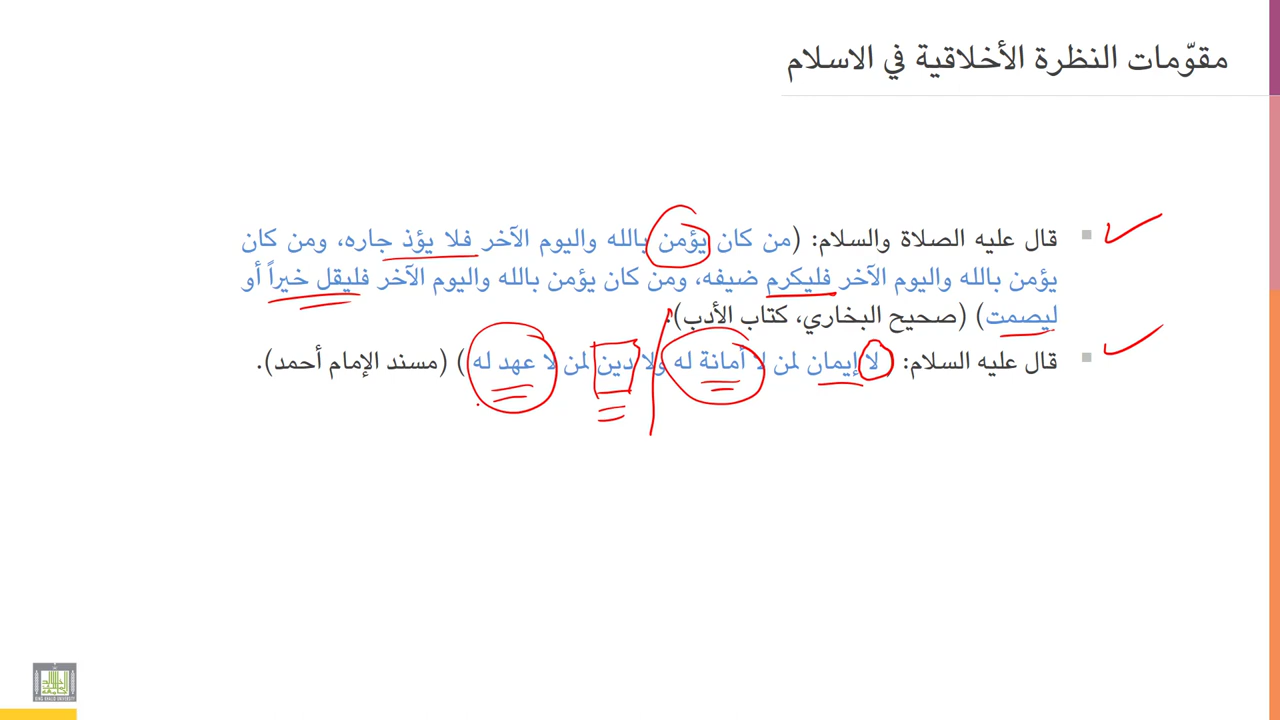 مقوّمات النظرة الأخلاقية في الاسلام
قال عليه الصلاة والسلام: (من كان يؤمن بالله واليوم الآخر فلا يؤذ جاره، ومن كان
يؤمن بالله واليوم الآخر فليكرم ضيفه، ومن كان يؤمن بالله واليوم الآخر فليقل خيراً أو
ليصمت) (صحيح البخاري، كتاب الأدب).
قال عليه السلام: (لا إيمان لمن لا أمانة له ولا دين لمن لا عهد له ) (مسند الإمام أحمد).